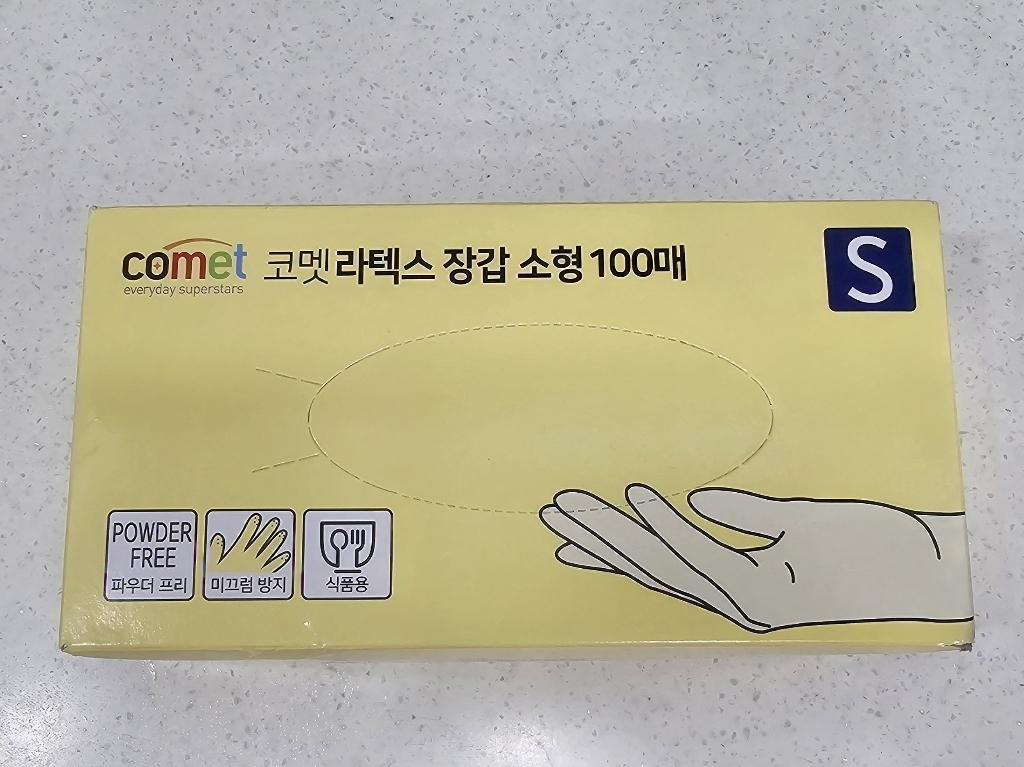 comet
everyday superstars
코멧 라텍스 장갑 소형 100매
S
POWDER
FREE
파우더 프리
미끄럼 방지
식품용